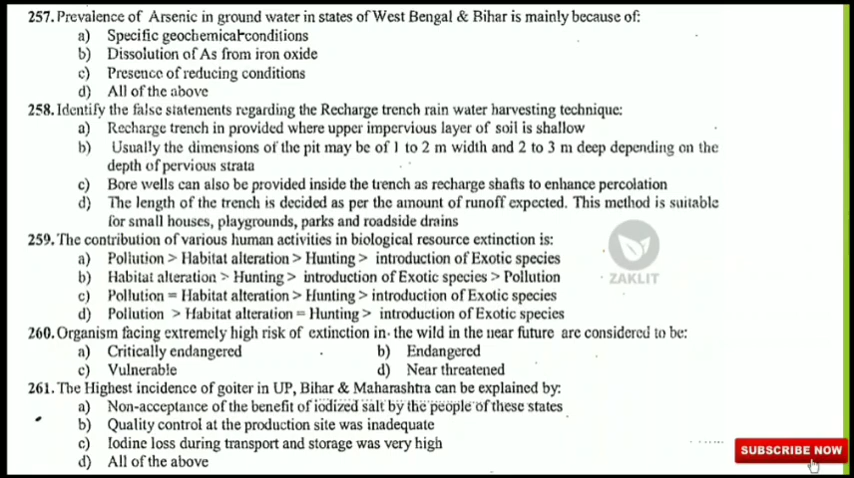 257. Prevalence of Arsenic in ground water in states of West Bengal & Bihar is mainly because of:
a) Specific geochemical conditions
b) Dissolution of As from iron oxide
c) Presence of reducing conditions
d) All of the above
258. Identify the false statements regarding the Recharge trench rain water harvesting technique:
a) Recharge trench in provided where upper impervious layer of soil is shallow
b) Usually the dimensions of the pit may be of 1 to 2 m width and 2 to 3 m deep depending on the
depth of pervious strata
c) Bore wells can also be provided inside the trench as recharge shafts to enhance percolation
d) The length of the trench is decided as per the amount of runoff expected. This method is suitable
for small houses, playgrounds, parks and roadside drains
259. The contribution of various human activities in biological resource extinction is:
a) Pollution > Habitat alteration > Hunting > introduction of Exotic species
b) Habitat alteration > Hunting > introduction of Exotic species > Pollution
c) Pollution = Habitat alteration > Hunting > introduction of Exotic species
d) Pollution > Habitat alteration = Hunting > introduction of Exotic species
ZAKLIT
260. Organism facing extremely high risk of extinction in the wild in the near future are considered to be:
a) Critically endangered b) Endangered
c) Vulnerable d) Near threatened
261. The Highest incidence of goiter in UP, Bihar & Maharashtra can be explained by:
a) Non-acceptance of the benefit of iodized salt by the people of these states
b) Quality control at the production site was inadequate
c) Iodine loss during transport and storage was very high
d) All of the above
SUBSCRIBE NOW